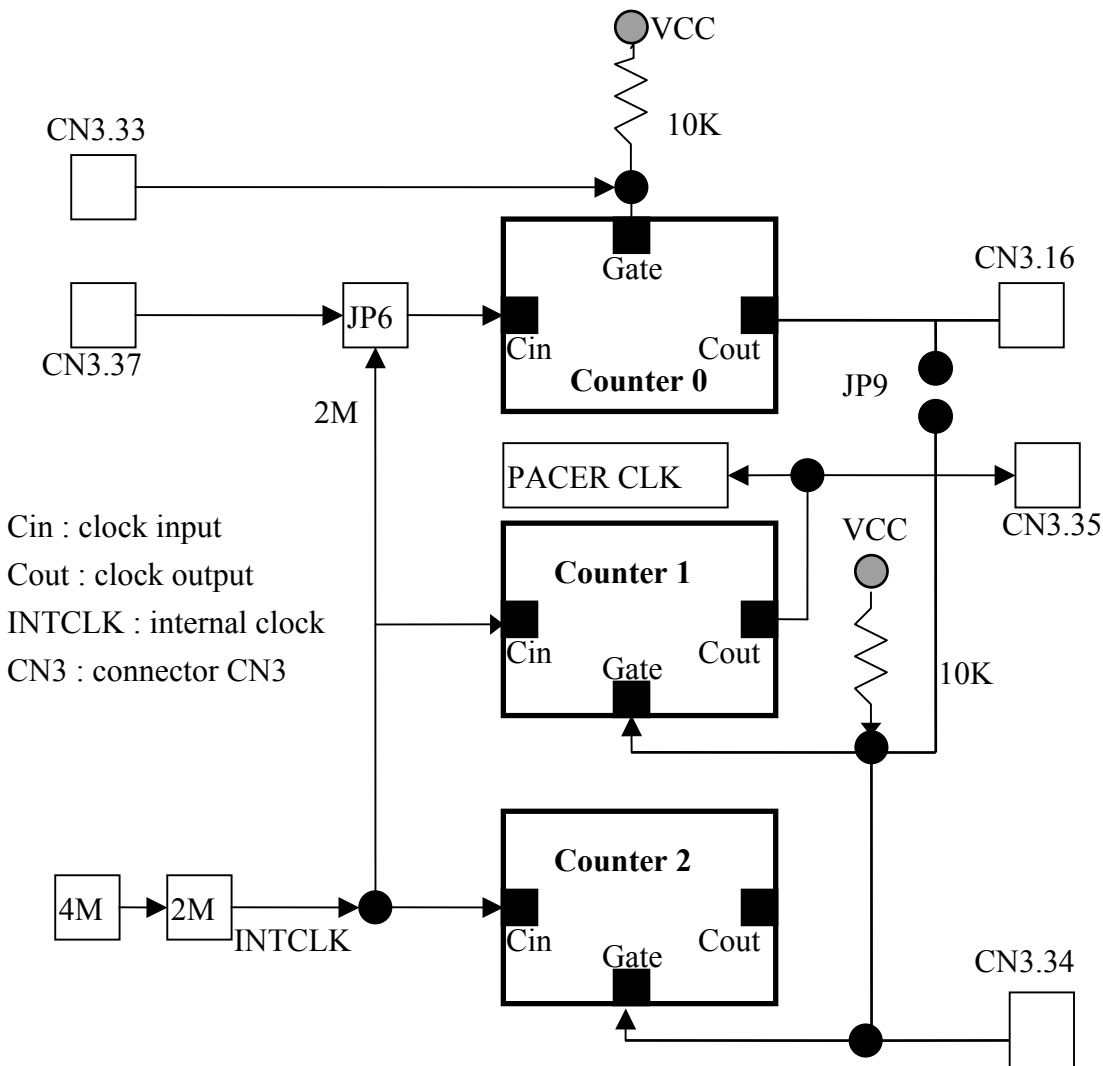 VCC
10K
CN3.33
Gate
CN3.16
JP6
Cin
Cout
CN3.37
Counter 0
JP9
2M
PACER CLK
CN3.35
Cin : clock input
VCC
Cout : clock output
Counter 1
INTCLK : internal clock
Cin
Cout
CN3 : connector CN3
Gate
10K
Counter 2
4M
2M
INTCLK
Cin
Cout
Gate
CN3.34